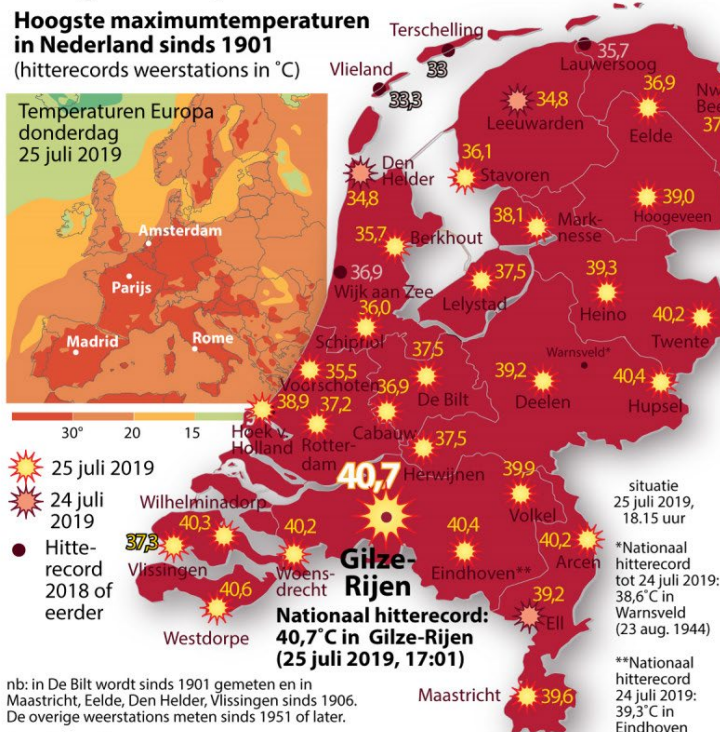 Hoogste maximumtemperaturen
in Nederland sinds 1901
(hitterecords weerstations in ˚C)
Temperaturen Europa
donderdag
25 juli 2019
Amsterdam
Parijs
Madrid
Rome
30°
20
15
25 juli 2019
24 juli
2019
Hitte-
record
2018 of
eerder
Terschelling
33
Vlieland
33,3
35,7
Lauwersoog
34,8
Leeuwarden
36,9
Eelde
36,1
Stavoren
Den
Helder
34,8
39,0
Hoogeveen
38,1
Mark-
nesse
35,7
Berkhout
36,9
Wijk aan Zee
37,5
Lelystad
39,3
Heino
40,2
Twente
36,0
Schiphol
Warnsveld*
35,5
Voorschoten
37,5
De Bilt
39,2
Deelen
40,4
Hupsel
38,9
Hoek v.
Holland
37,2
Rotter-
dam
36,9
Cabauw
37,5
Herwijnen
40,7
Gilze-
Rijen
39,9
Volkel
Wilhelminadorp
40,3
37,3
Vlissingen
40,2
Woens-
drecht
40,4
Eindhoven**
40,2
Arcen
40,6
Westdorpe
39,2
Ell
Maastricht
39,6
Nationaal hitterecord:
40,7˚C in Gilze-Rijen
(25 juli 2019, 17:01)
situatie
25 juli 2019,
18.15 uur
*Nationaal
hitterecord
tot 24 juli 2019:
38,6˚C in
Warnsveld
(23 aug. 1944)
**Nationaal
hitterecord
24 juli 2019:
39,3˚C in
Eindhoven
nb: in De Bilt wordt sinds 1901 gemeten en in
Maastricht, Eelde, Den Helder, Vlissingen sinds 1906.
De overige weerstations meten sinds 1951 of later.